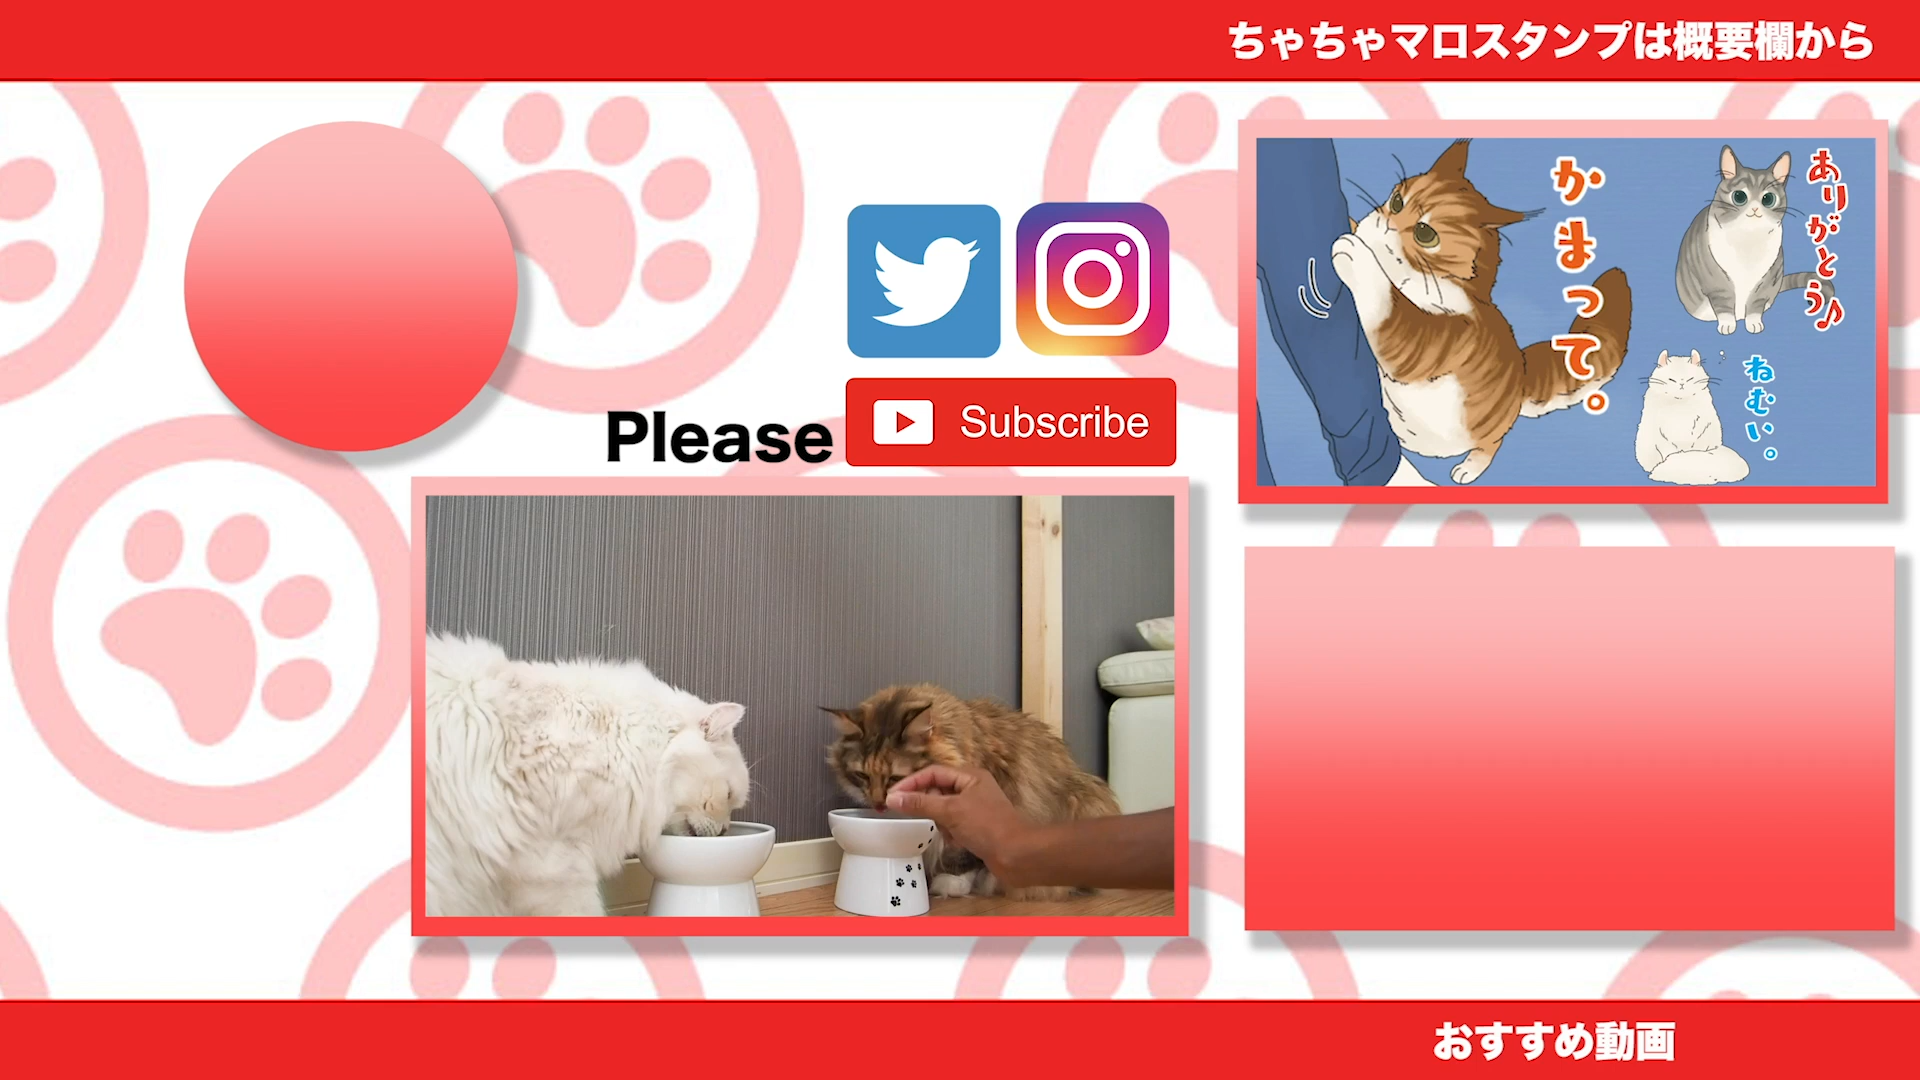 ちゃちゃマロスタンプは概要欄から
かまって。
ありがとう♪
ねむい。
Please
Subscribe
おすすめ動画